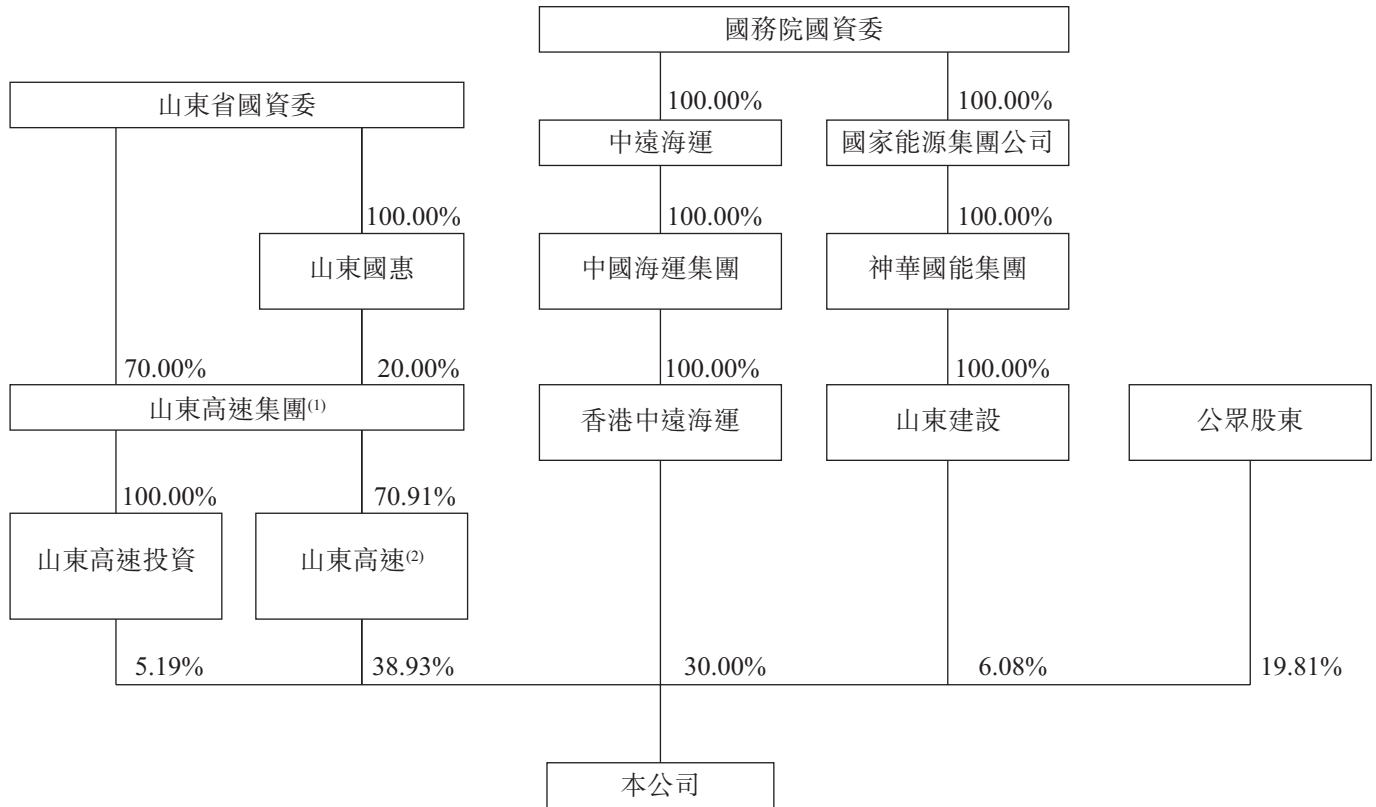 國務院國資委
山東省國資委
100.00%
100.00%
中遠海運
國家能源集團公司
100.00%
100.00%
100.00%
山東國惠
中國海運集團
神華國能集團
70.00%
20.00%
100.00%
100.00%
山東高速集團(1)
香港中遠海運
山東建設
公眾股東
100.00%
70.91%
山東高速投資
山東高速(2)
5.19%
38.93%
30.00%
6.08%
19.81%
本公司